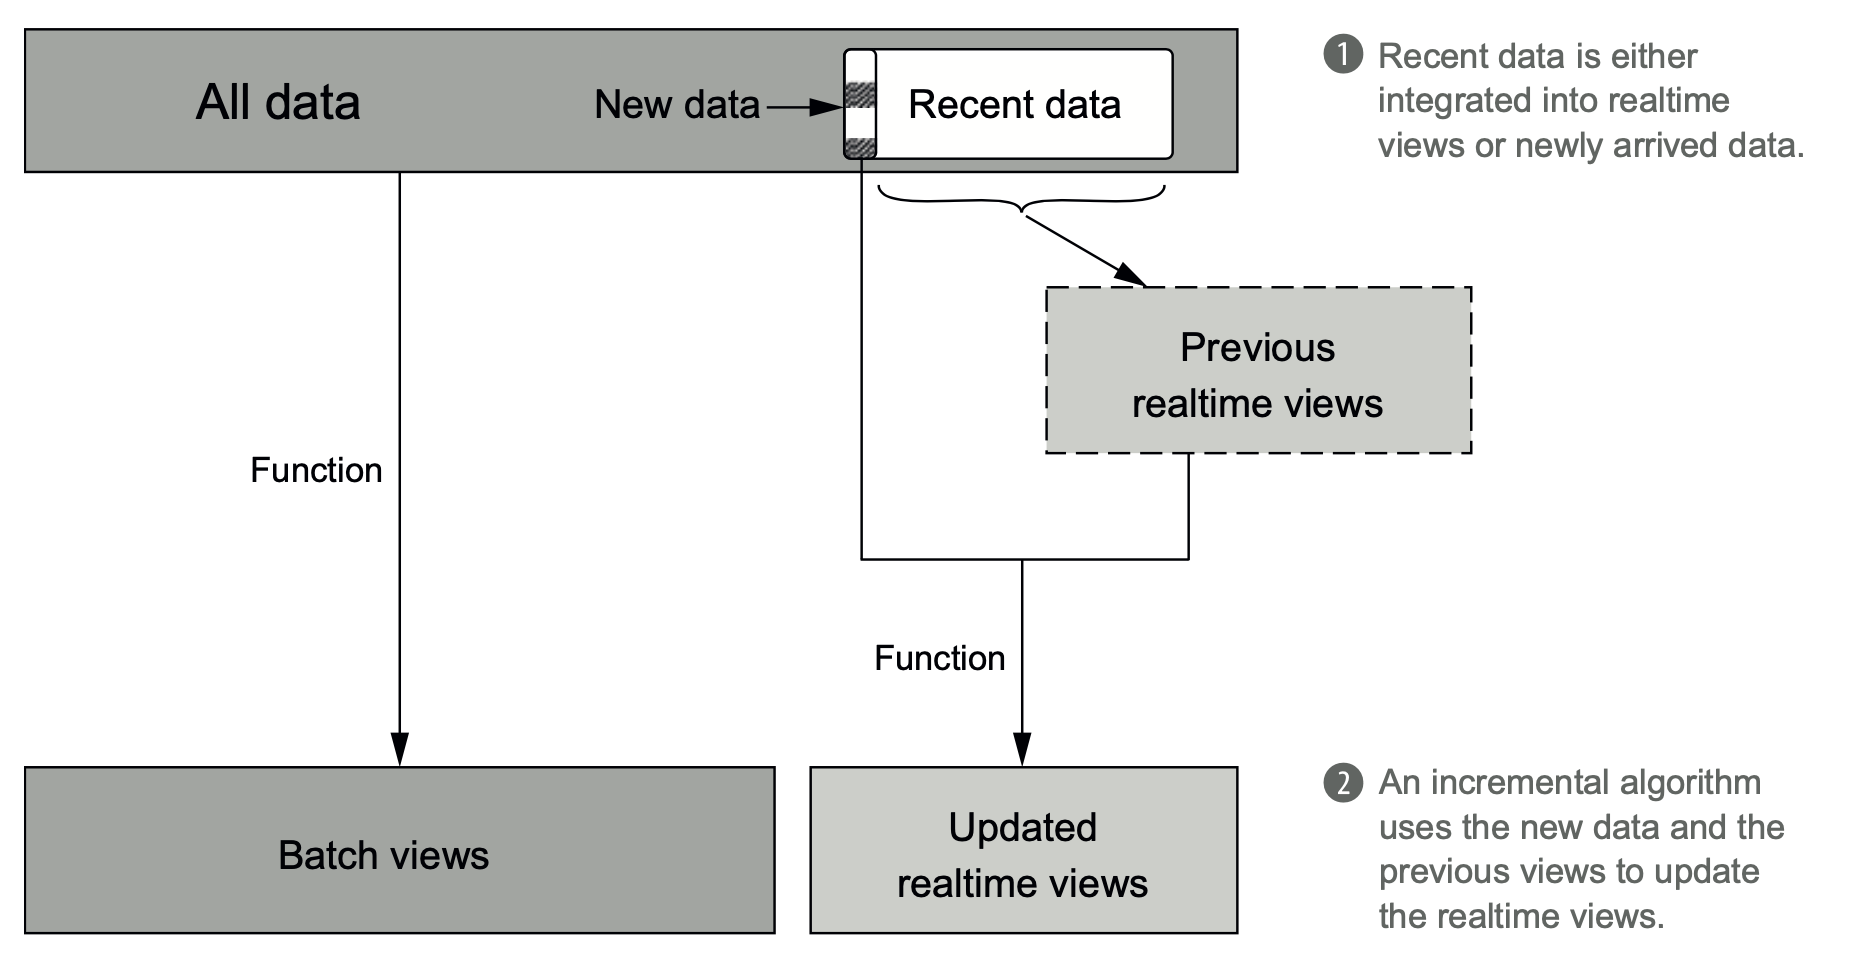 All data
New data
Recent data
1 Recent data is either
integrated into realtime
views or newly arrived data.
Previous
realtime views
Function
Function
Batch views
Updated
realtime views
2 An incremental algorithm
uses the new data and the
previous views to update
the realtime views.